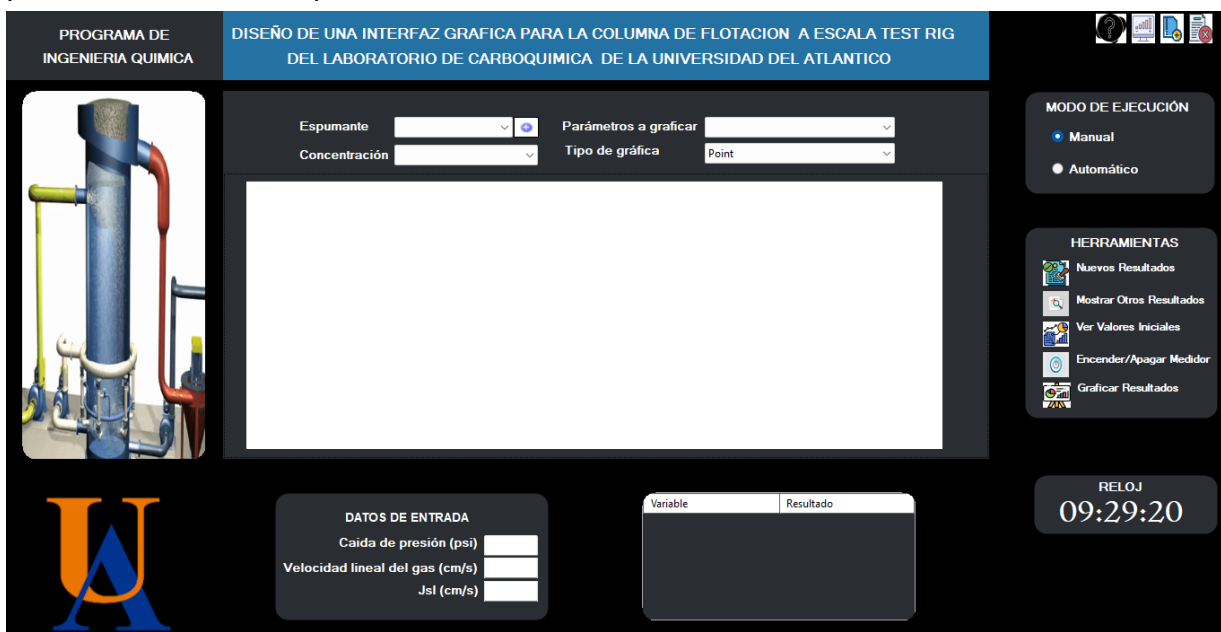 PROGRAMA DE
INGENIERIA QUIMICA
DISEÑO DE UNA INTERFAZ GRAFICA PARA LA COLUMNA DE FLOTACION A ESCALA TEST RIG
DEL LABORATORIO DE CARBOQUIMICA DE LA UNIVERSIDAD DEL ATLANTICO
Espumante
Parámetros a graficar
Concentración
Tipo de gráfica
Point
MODO DE EJECUCIÓN
Manual
Automático
HERRAMIENTAS
Nuevos Resultados
Mostrar Otros Resultados
Ver Valores Iniciales
Encender/Apagar Medidor
Graficar Resultados
RELOJ
09:29:20
UA
DATOS DE ENTRADA
Caida de presión (psi)
Velocidad lineal del gas (cm/s)
Jsl (cm/s)
Variable Resultado